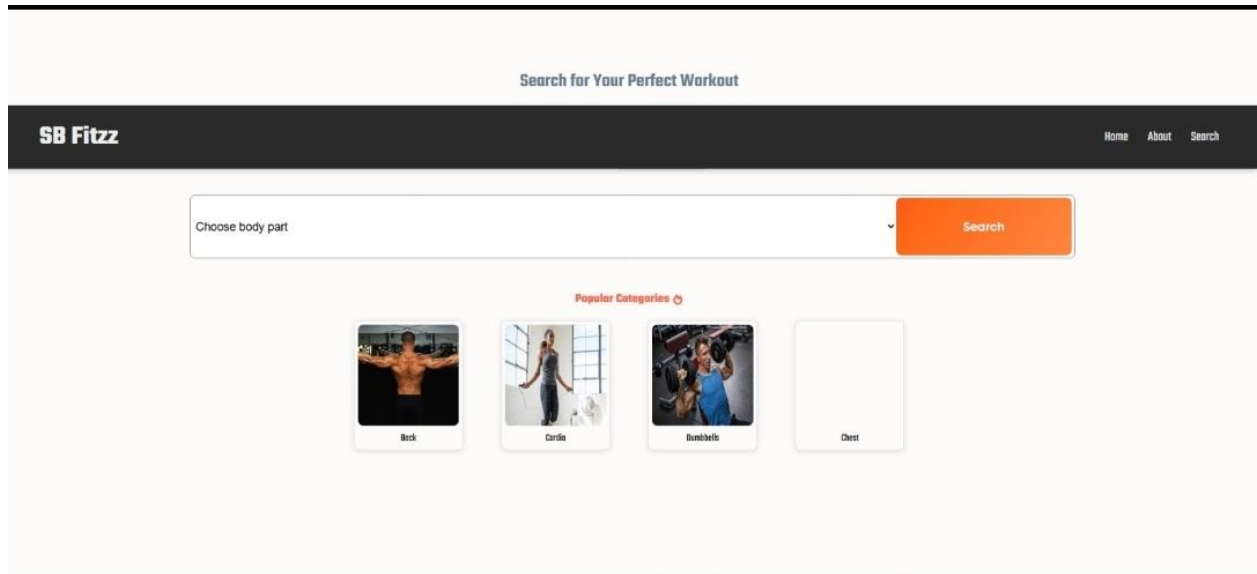 Search for Your Perfect Workout
SB Fitzz
Home About Search
Choose body part
Search
Popular Categories
Back
Cardio
Dumbbells
Chest